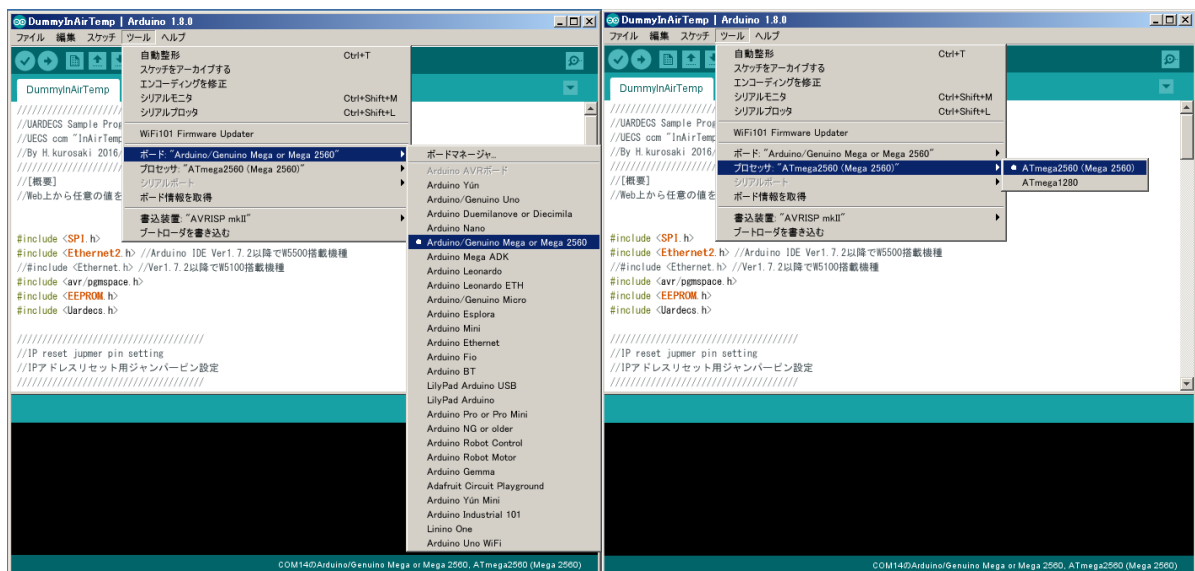 DummyInAirTemp | Arduino 1.8.0
ファイル 編集 スケッチ ツール ヘルプ
自動整形 Ctrl+T
スケッチをアーカイブする
エンコーディングを修正
シリアルモニタ Ctrl+Shift+M
シリアルプロッタ Ctrl+Shift+L
WiFi101 Firmware Updater
ボード: "Arduino/Genuino Mega or Mega 2560"
プロセッサ: "ATmega2560 (Mega 2560)"
シリアルポート
ボード情報を取得
書込装置: "AVRISP mkII"
ブートローダを書き込む
ボードマネージャ...
Arduino AVRボード
Arduino Yún
Arduino/Genuino Uno
Arduino Duemilanove or Diecimila
Arduino Nano
Arduino/Genuino Mega or Mega 2560
Arduino Mega ADK
Arduino Leonardo
Arduino Leonardo ETH
Arduino/Genuino Micro
Arduino Esplora
Arduino Mini
Arduino Ethernet
Arduino Fio
Arduino BT
LilyPad Arduino USB
LilyPad Arduino
Arduino Pro or Pro Mini
Arduino NG or older
Arduino Robot Control
Arduino Robot Motor
Arduino Gemma
Adafruit Circuit Playground
Arduino Yún Mini
Arduino Industrial 101
Linino One
Arduino Uno WiFi
DummyInAirTemp
//////////////////////
//UARDECS Sample Prog
//UECS ccm "InAirTemp
//By H.kurosaki 2016/
//////////////////////
//[概要]
//Web上から任意の値を
#include <SPI.h>
#include <Ethernet2.h> //Arduino IDE Ver1.7.2以降でW5500搭載機種
//#include <Ethernet.h> //Ver1.7.2以降でW5100搭載機種
#include <avr/pgmspace.h>
#include <EEPROM.h>
#include <Uardecs.h>
////////////////////////////////////
//IP reset jupmer pin setting
//IPアドレスリセット用ジャンパーピン設定
////////////////////////////////////
COM14のArduino/Genuino Mega or Mega 2560, ATmega2560 (Mega 2560)
DummyInAirTemp | Arduino 1.8.0
ファイル 編集 スケッチ ツール ヘルプ
自動整形 Ctrl+T
スケッチをアーカイブする
エンコーディングを修正
シリアルモニタ Ctrl+Shift+M
シリアルプロッタ Ctrl+Shift+L
WiFi101 Firmware Updater
ボード: "Arduino/Genuino Mega or Mega 2560"
プロセッサ: "ATmega2560 (Mega 2560)"
シリアルポート
ボード情報を取得
書込装置: "AVRISP mkII"
ブートローダを書き込む
ATmega2560 (Mega 2560)
ATmega1280
DummyInAirTemp
//////////////////////
//UARDECS Sample Prog
//UECS ccm "InAirTemp
//By H.kurosaki 2016/
//////////////////////
//[概要]
//Web上から任意の値を
#include <SPI.h>
#include <Ethernet2.h> //Arduino IDE Ver1.7.2以降でW5500搭載機種
//#include <Ethernet.h> //Ver1.7.2以降でW5100搭載機種
#include <avr/pgmspace.h>
#include <EEPROM.h>
#include <Uardecs.h>
////////////////////////////////////
//IP reset jupmer pin setting
//IPアドレスリセット用ジャンパーピン設定
////////////////////////////////////
COM14のArduino/Genuino Mega or Mega 2560, ATmega2560 (Mega 2560)